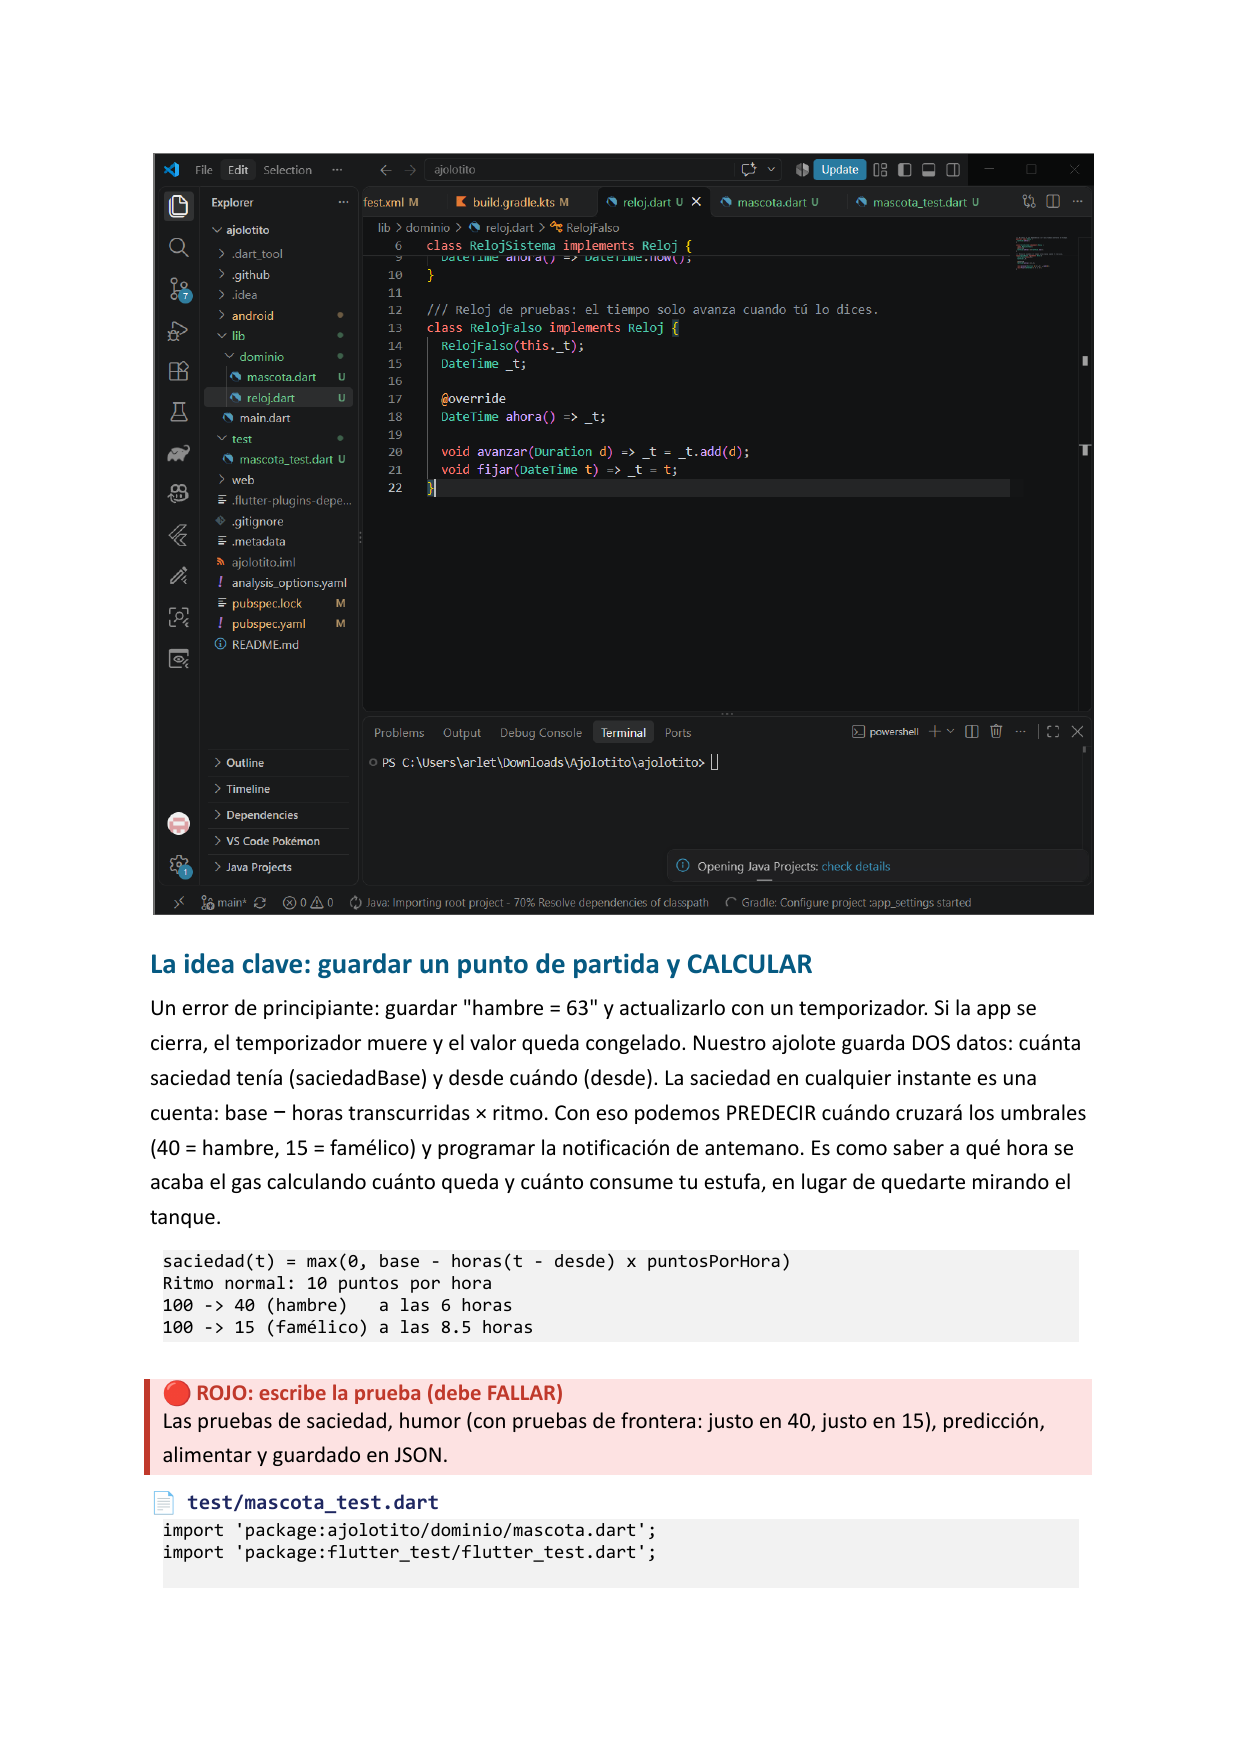 File Edit Selection ··· ajolotito Update
Explorer ···
fest.xml M build.gradle.kts M reloj.dart U mascota.dart U mascota_test.dart U ···
lib > dominio > reloj.dart > RelojFalso
ajolotito
.dart_tool
.github
.idea
android
lib
dominio
mascota.dart U
reloj.dart U
main.dart
test
mascota_test.dart U
web
.flutter-plugins-depe...
.gitignore
.metadata
ajolotito.iml
analysis_options.yaml
pubspec.lock M
pubspec.yaml M
README.md
7
6 class RelojSistema implements Reloj {
9 DateTime ahora() => DateTime.now();
10 }
11
12 /// Reloj de pruebas: el tiempo solo avanza cuando tú lo dices.
13 class RelojFalso implements Reloj {
14 RelojFalso(this._t);
15 DateTime _t;
16
17 @override
18 DateTime ahora() => _t;
19
20 void avanzar(Duration d) => _t = _t.add(d);
21 void fijar(DateTime t) => _t = t;
22 }
Problems Output Debug Console Terminal Ports powershell ···
PS C:\Users\arlet\Downloads\Ajolotito\ajolotito>
Outline
Timeline
Dependencies
VS Code Pokémon
Java Projects
1
Opening Java Projects: check details
main* 0 0 Java: Importing root project - 70% Resolve dependencies of classpath Gradle: Configure project :app_settings started
La idea clave: guardar un punto de partida y CALCULAR
Un error de principiante: guardar "hambre = 63" y actualizarlo con un temporizador. Si la app se
cierra, el temporizador muere y el valor queda congelado. Nuestro ajolote guarda DOS datos: cuánta
saciedad tenía (saciedadBase) y desde cuándo (desde). La saciedad en cualquier instante es una
cuenta: base − horas transcurridas × ritmo. Con eso podemos PREDECIR cuándo cruzará los umbrales
(40 = hambre, 15 = famélico) y programar la notificación de antemano. Es como saber a qué hora se
acaba el gas calculando cuánto queda y cuánto consume tu estufa, en lugar de quedarte mirando el
tanque.
saciedad(t) = max(0, base - horas(t - desde) x puntosPorHora)
Ritmo normal: 10 puntos por hora
100 -> 40 (hambre)   a las 6 horas
100 -> 15 (famélico) a las 8.5 horas
🔴 ROJO: escribe la prueba (debe FALLAR)
Las pruebas de saciedad, humor (con pruebas de frontera: justo en 40, justo en 15), predicción,
alimentar y guardado en JSON.
📄 test/mascota_test.dart
import 'package:ajolotito/dominio/mascota.dart';
import 'package:flutter_test/flutter_test.dart';